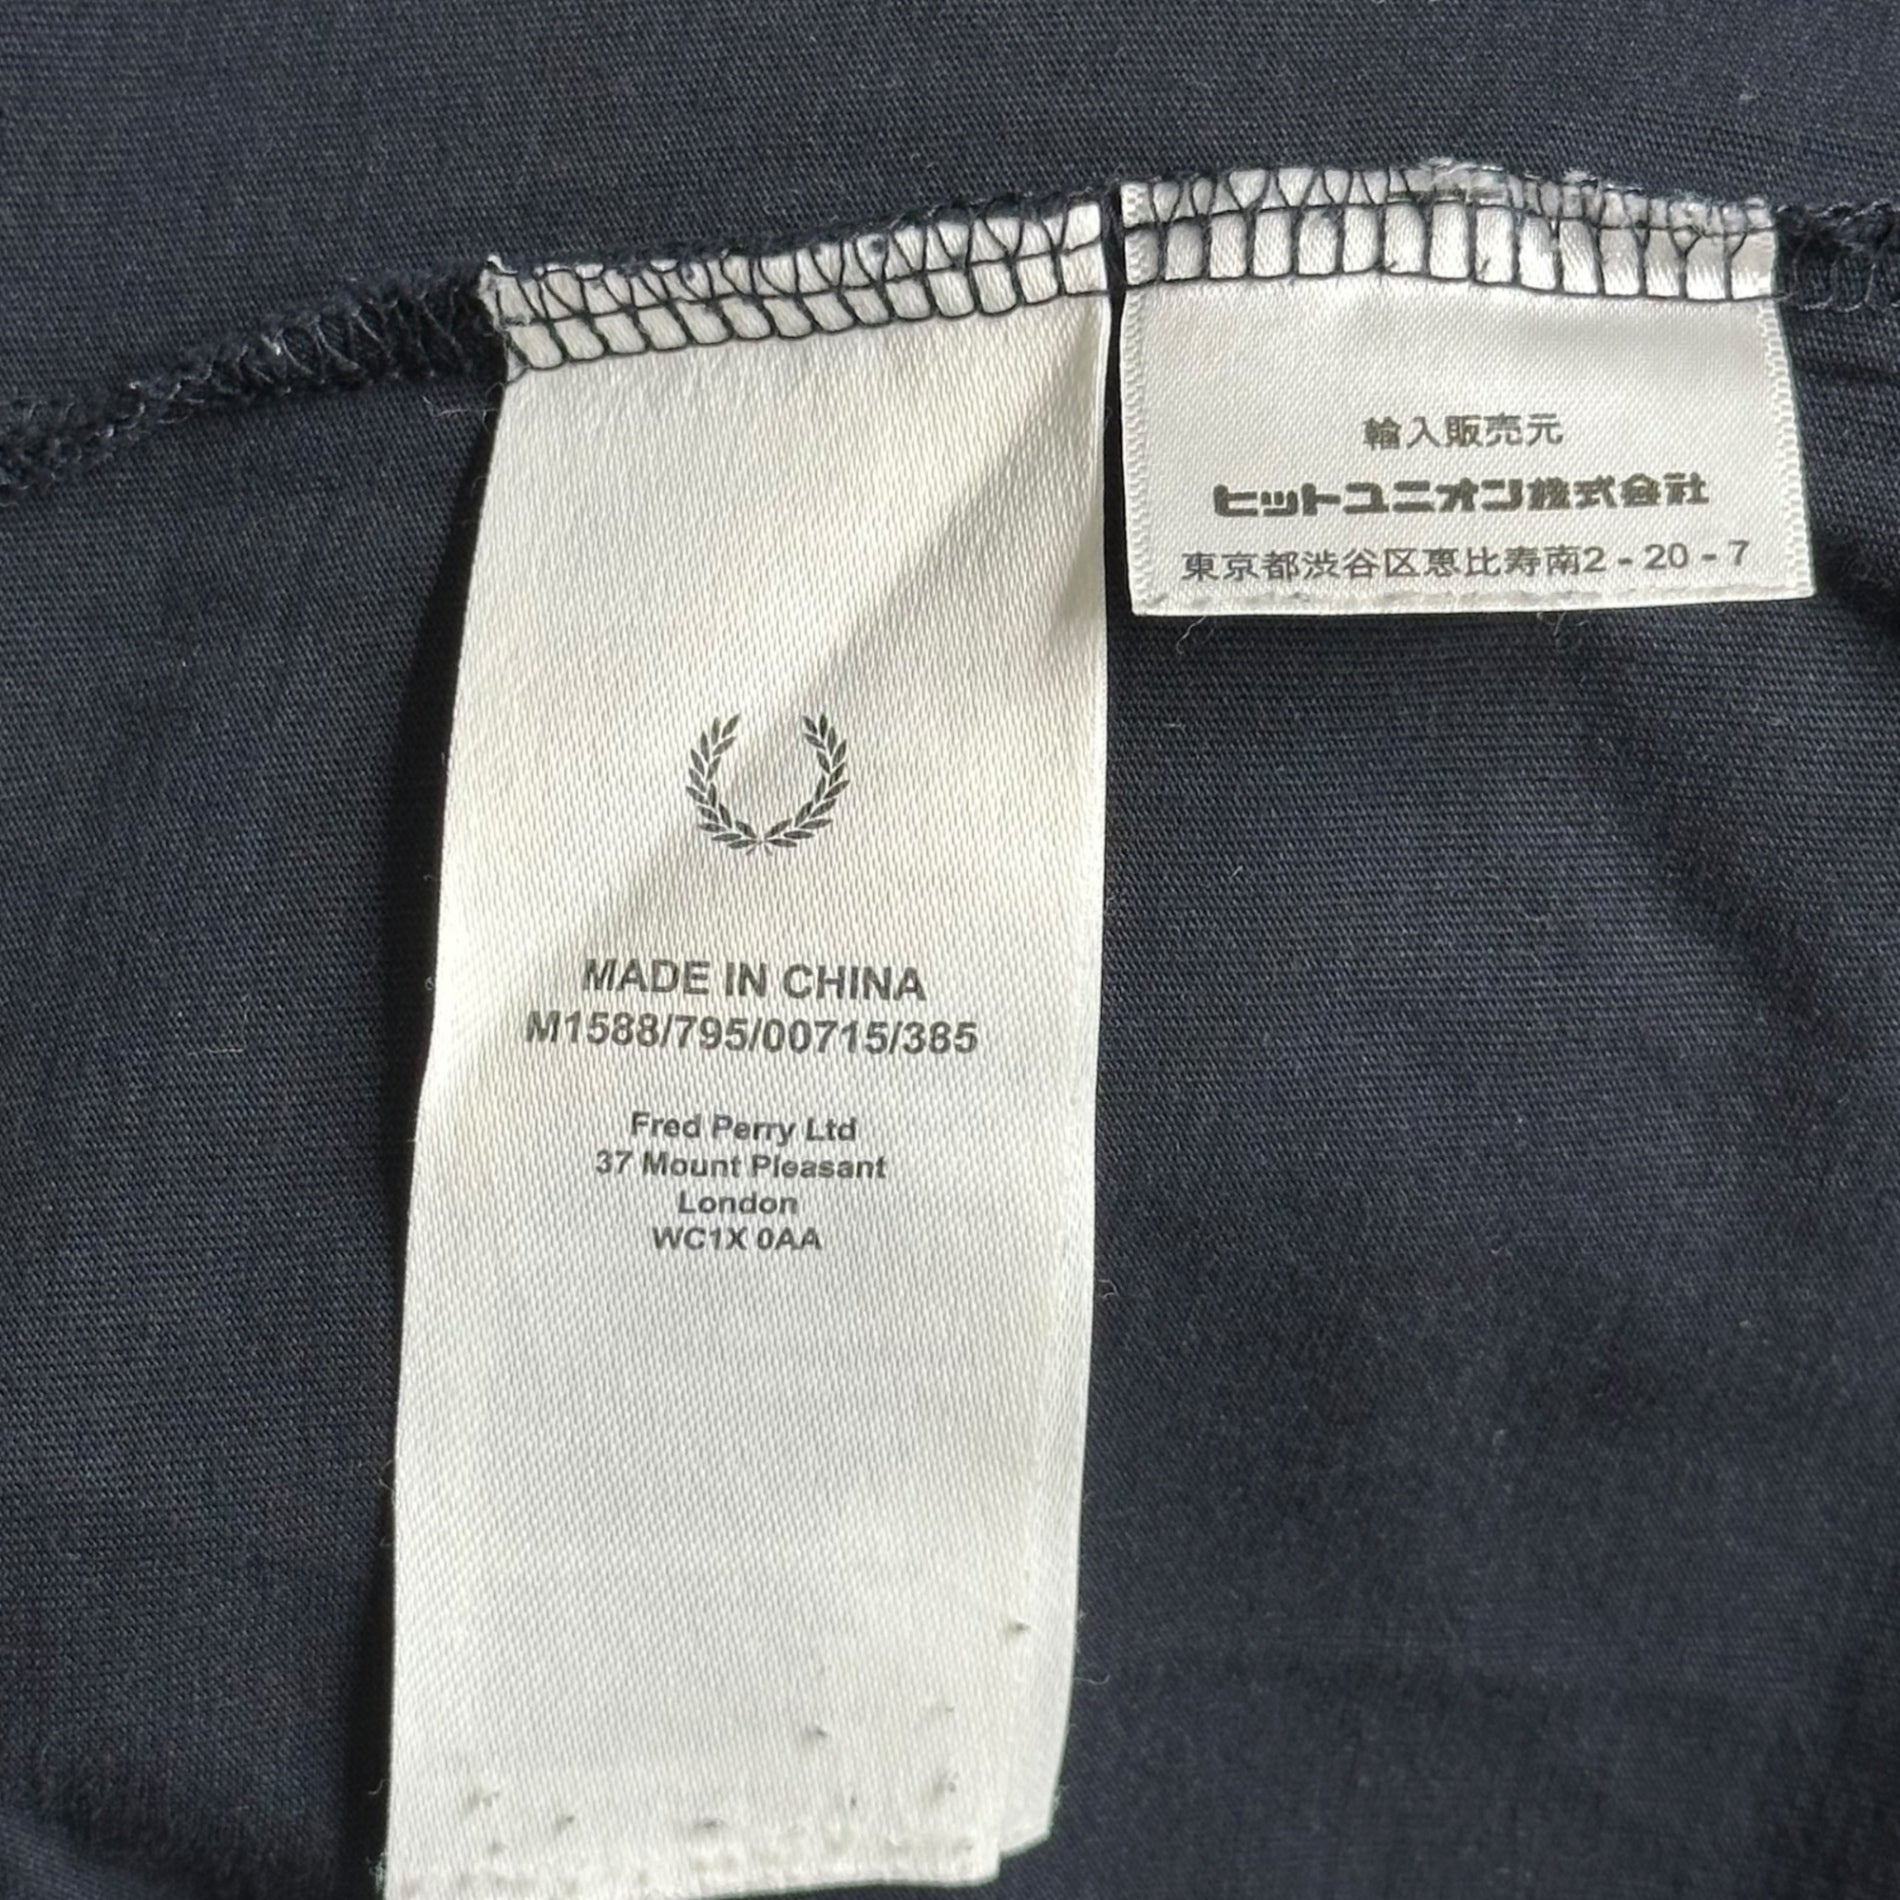 MADE IN CHINA
M1588/795/00715/385
Fred Perry Ltd
37 Mount Pleasant
London
WC1X 0AA
輸入販売元
ヒットユニオン株式会社
東京都渋谷区恵比寿南2-20-7